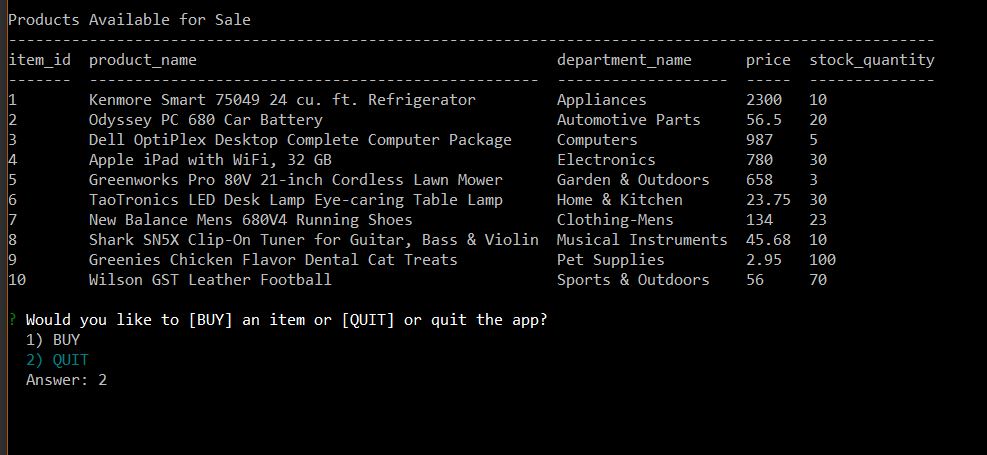 Products Available for Sale
--------------------------------------------------------------------------------------------------------
item_id  product_name                                        department_name      price  stock_quantity
-------  --------------------------------------------------  -------------------  -----  --------------
1        Kenmore Smart 75049 24 cu. ft. Refrigerator         Appliances           2300   10
2        Odyssey PC 680 Car Battery                          Automotive Parts     56.5   20
3        Dell OptiPlex Desktop Complete Computer Package     Computers            987    5
4        Apple iPad with WiFi, 32 GB                         Electronics          780    30
5        Greenworks Pro 80V 21-inch Cordless Lawn Mower      Garden & Outdoors    658    3
6        TaoTronics LED Desk Lamp Eye-caring Table Lamp      Home & Kitchen       23.75  30
7        New Balance Mens 680V4 Running Shoes                Clothing-Mens        134    23
8        Shark SN5X Clip-On Tuner for Guitar, Bass & Violin  Musical Instruments  45.68  10
9        Greenies Chicken Flavor Dental Cat Treats           Pet Supplies         2.95   100
10       Wilson GST Leather Football                         Sports & Outdoors    56     70
? Would you like to [BUY] an item or [QUIT] or quit the app?
  1) BUY
  2) QUIT
  Answer: 2